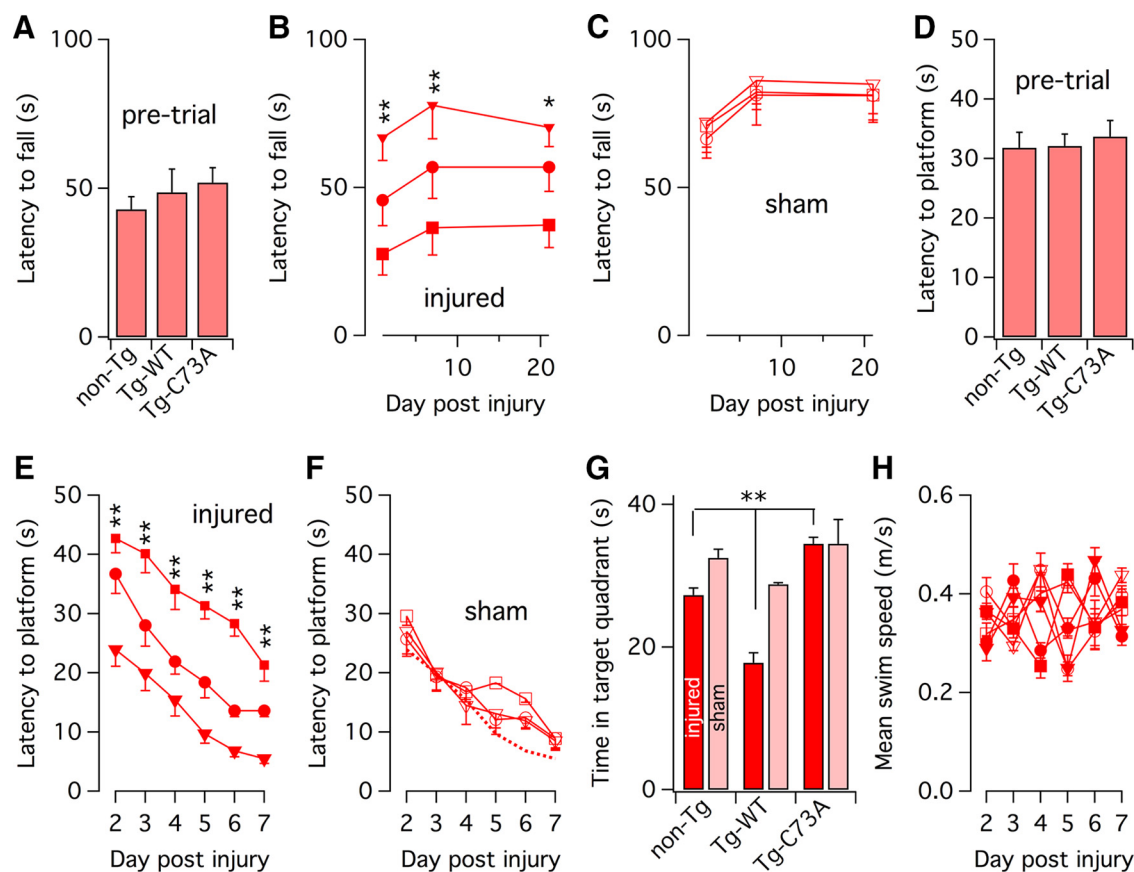 A
100
50
0
Latency to fall (s)
pre-trial
non-Tg
Tg-WT
Tg-C73A
B
100
50
0
Latency to fall (s)
**
**
*
injured
10
20
Day post injury
C
100
50
0
Latency to fall (s)
sham
10
20
Day post injury
D
50
40
30
20
10
0
Latency to platform (s)
pre-trial
non-Tg
Tg-WT
Tg-C73A
E
50
40
30
20
10
0
Latency to platform (s)
injured
**
**
**
**
**
**
2 3 4 5 6 7
Day post injury
F
50
40
30
20
10
0
Latency to platform (s)
sham
2 3 4 5 6 7
Day post injury
G
40
20
0
Time in target quadrant (s)
**
injured
sham
non-Tg
Tg-WT
Tg-C73A
H
0.6
0.4
0.2
0.0
Mean swim speed (m/s)
2 3 4 5 6 7
Day post injury